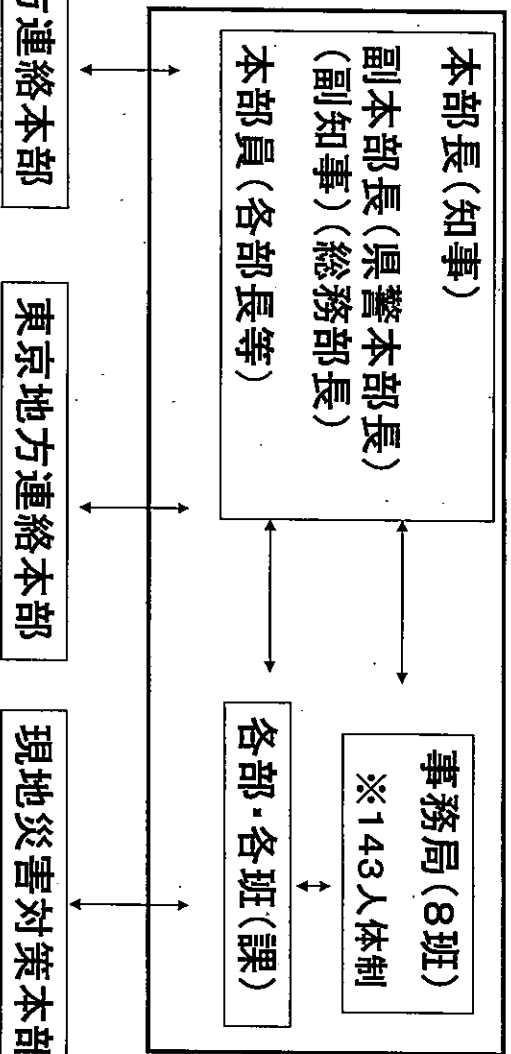 本部長(知事)
副本部長(県警本部長)
(副知事)(総務部長)
本部員(各部長等)
事務局(8班)
※143人体制
各部・各班(課)
方連絡本部
東京地方連絡本部
現地災害対策本部